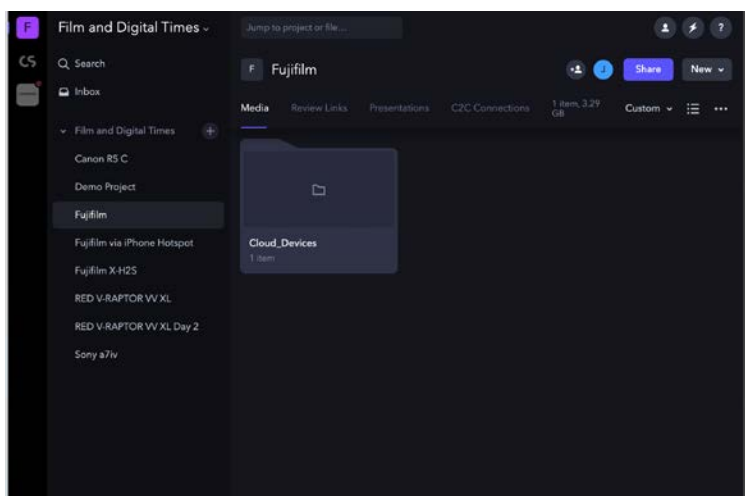 F
Film and Digital Times
Jump to project or file...
?
CS
Search
Inbox
Film and Digital Times
+
Canon R5 C
Demo Project
Fujifilm
Fujifilm via iPhone Hotspot
Fujifilm X-H2S
RED V-RAPTOR VV XL
RED V-RAPTOR VV XL Day 2
Sony a7iv
F Fujifilm
J
Share
New
Media
Review Links
Presentations
C2C Connections
1 item, 3.29
GB
Custom
Cloud_Devices
1 item